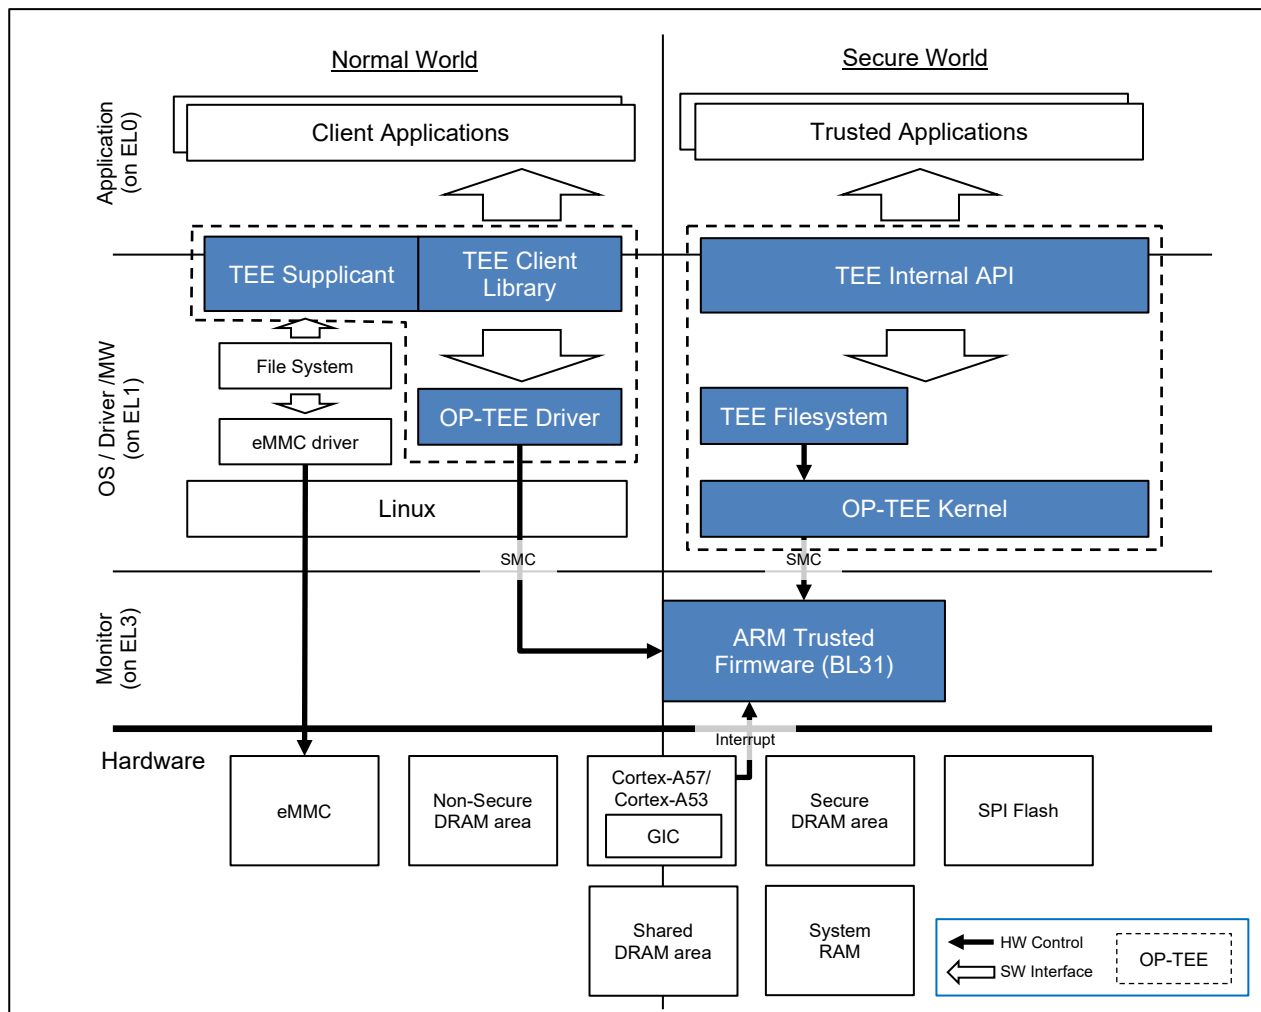 Normal World
Secure World
Application
(on EL0)
Client Applications
Trusted Applications
TEE Supplicant
TEE Client
Library
TEE Internal API
OS / Driver /MW
(on EL1)
File System
eMMC driver
OP-TEE Driver
TEE Filesystem
Linux
OP-TEE Kernel
SMC
SMC
Monitor
(on EL3)
ARM Trusted
Firmware (BL31)
Interrupt
Hardware
eMMC
Non-Secure
DRAM area
Cortex-A57/
Cortex-A53
GIC
Secure
DRAM area
SPI Flash
Shared
DRAM area
System
RAM
HW Control
SW Interface
OP-TEE